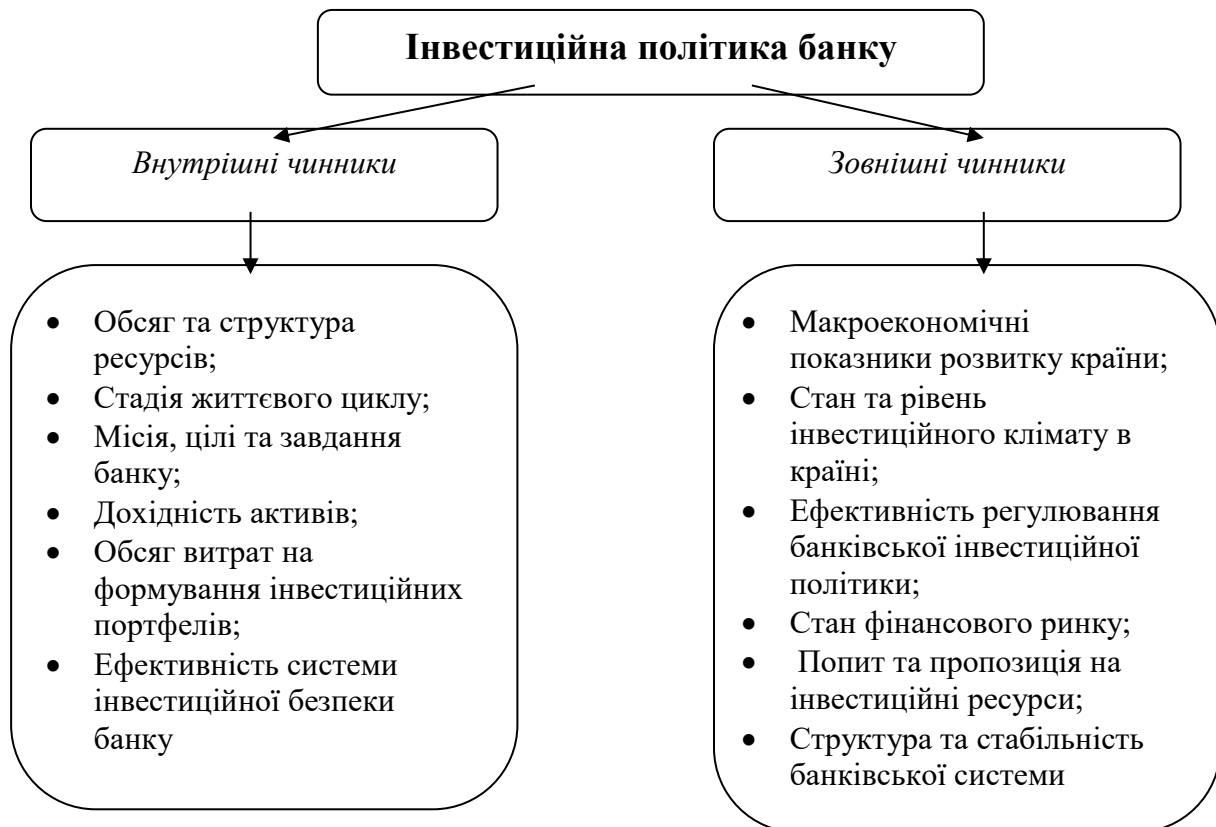 Інвестиційна політика банку
Внутрішні чинники
Зовнішні чинники
• Обсяг та структура
ресурсів;
• Стадія життєвого циклу;
• Місія, цілі та завдання
банку;
• Дохідність активів;
• Обсяг витрат на
формування інвестиційних
портфелів;
• Ефективність системи
інвестиційної безпеки
банку
• Макроекономічні
показники розвитку країни;
• Стан та рівень
інвестиційного клімату в
країні;
• Ефективність регулювання
банківської інвестиційної
політики;
• Стан фінансового ринку;
• Попит та пропозиція на
інвестиційні ресурси;
• Структура та стабільність
банківської системи